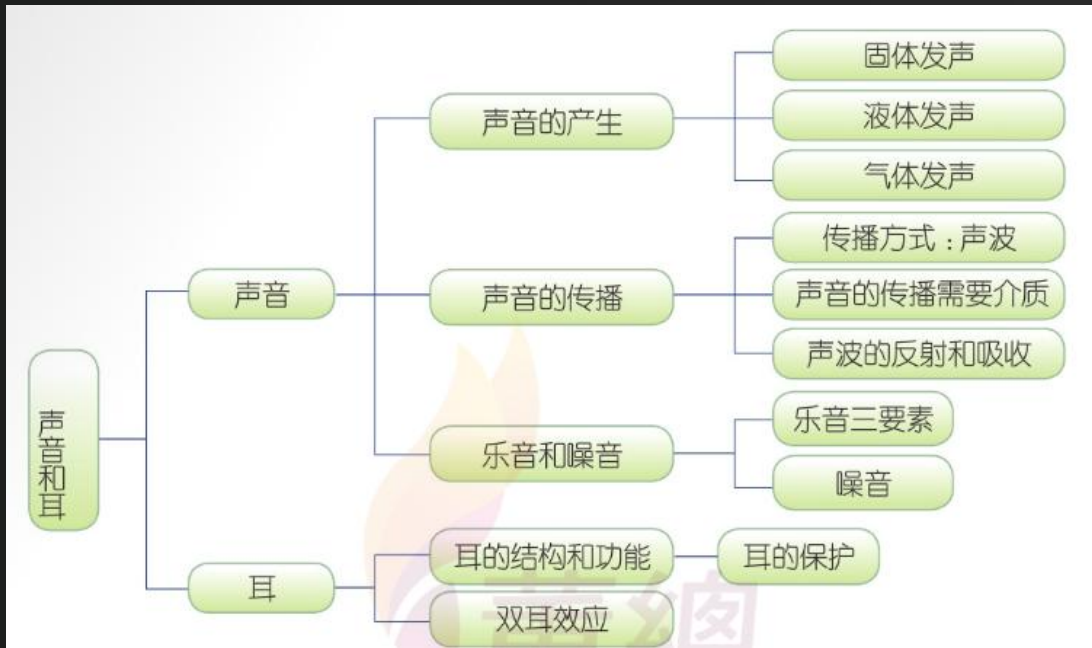 固体发声
声音的产生
液体发声
气体发声
传播方式：声波
声音
声音的传播
声音的传播需要介质
声波的反射和吸收
声音和耳
乐音三要素
乐音和噪音
噪音
耳的结构和功能
耳的保护
耳
双耳效应